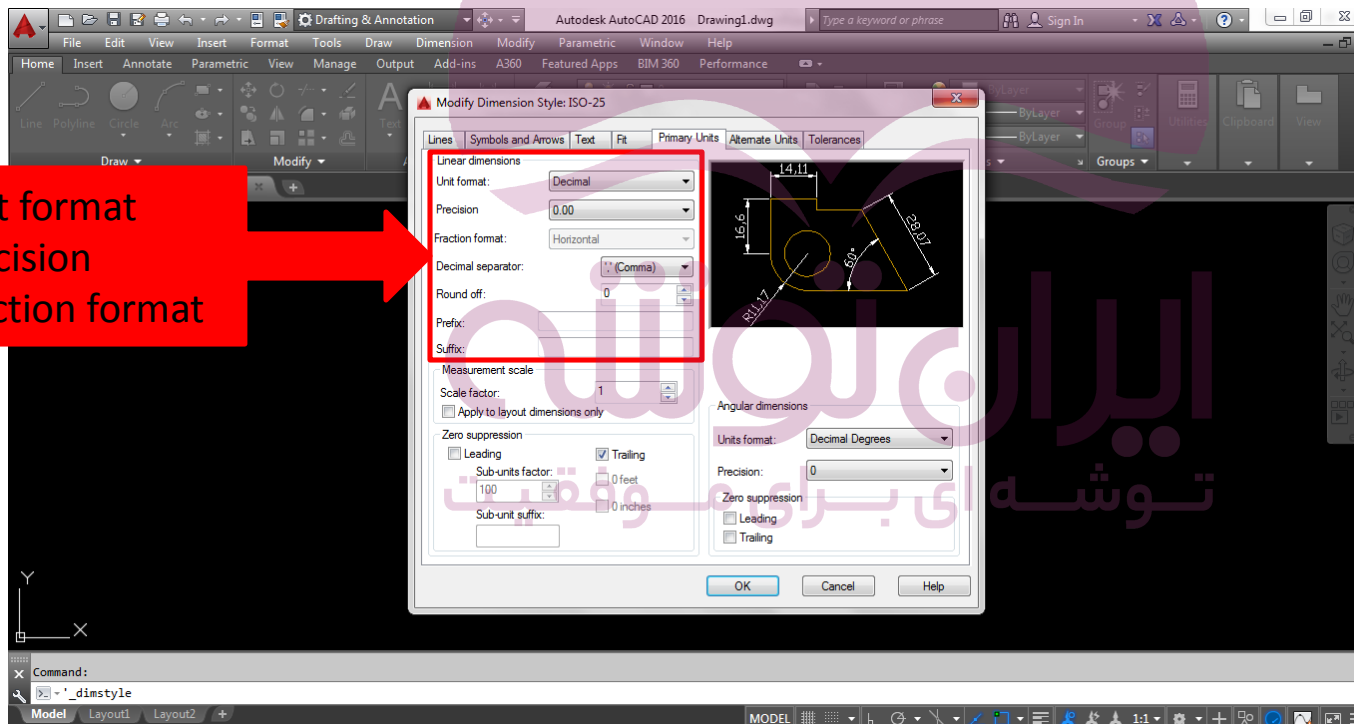 Drafting & Annotation
Autodesk AutoCAD 2016 Drawing1.dwg
Type a keyword or phrase
Sign In
File Edit View Insert Format Tools Draw Dimension Modify Parametric Window Help
Home Insert Annotate Parametric View Manage Output Add-ins A360 Featured Apps BIM 360 Performance
Line Polyline Circle Arc
Text
ByLayer
ByLayer
ByLayer
Group
Utilities
Clipboard
View
Draw
Modify
Groups
t format
cision
ction format
Modify Dimension Style: ISO-25
Lines Symbols and Arrows Text Fit Primary Units Alternate Units Tolerances
Linear dimensions
Unit format: Decimal
Precision 0.00
Fraction format: Horizontal
Decimal separator: ',' (Comma)
Round off: 0
Prefix:
Suffix:
Measurement scale
Scale factor: 1
Apply to layout dimensions only
Zero suppression
Leading
Trailing
Sub-units factor:
0 feet
100
0 inches
Sub-unit suffix:
14,11
16,6
28,07
60°
R11,17
Angular dimensions
Units format: Decimal Degrees
Precision: 0
Zero suppression
Leading
Trailing
OK Cancel Help
ایران توشه
توشه ای برای موفقیت
Y
X
Command:
'_dimstyle
Model Layout1 Layout2 +
MODEL
1:1